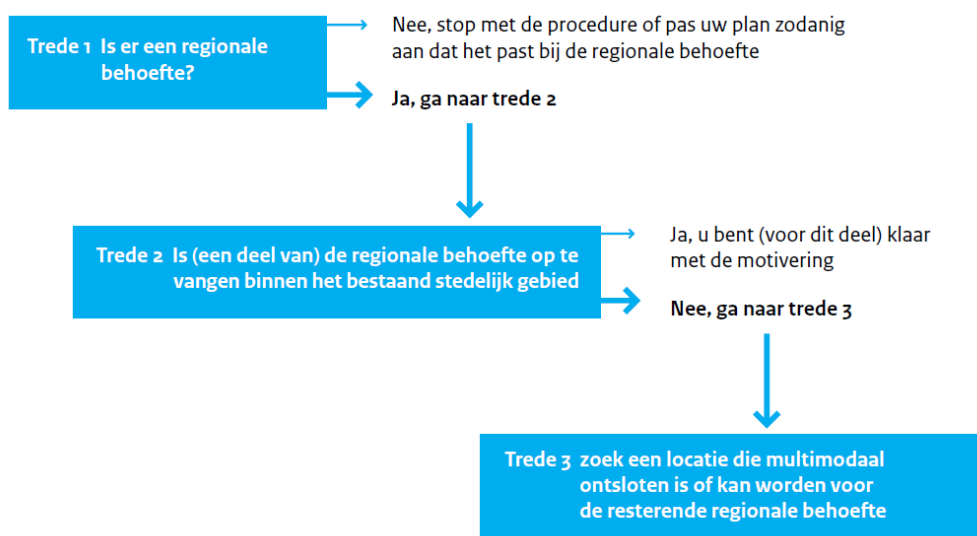 Trede 1 Is er een regionale
behoefte?
Nee, stop met de procedure of pas uw plan zodanig
aan dat het past bij de regionale behoefte
Ja, ga naar trede 2
Trede 2 Is (een deel van) de regionale behoefte op te
vangen binnen het bestaand stedelijk gebied
Ja, u bent (voor dit deel) klaar
met de motivering
Nee, ga naar trede 3
Trede 3 zoek een locatie die multimodaal
ontsloten is of kan worden voor
de resterende regionale behoefte